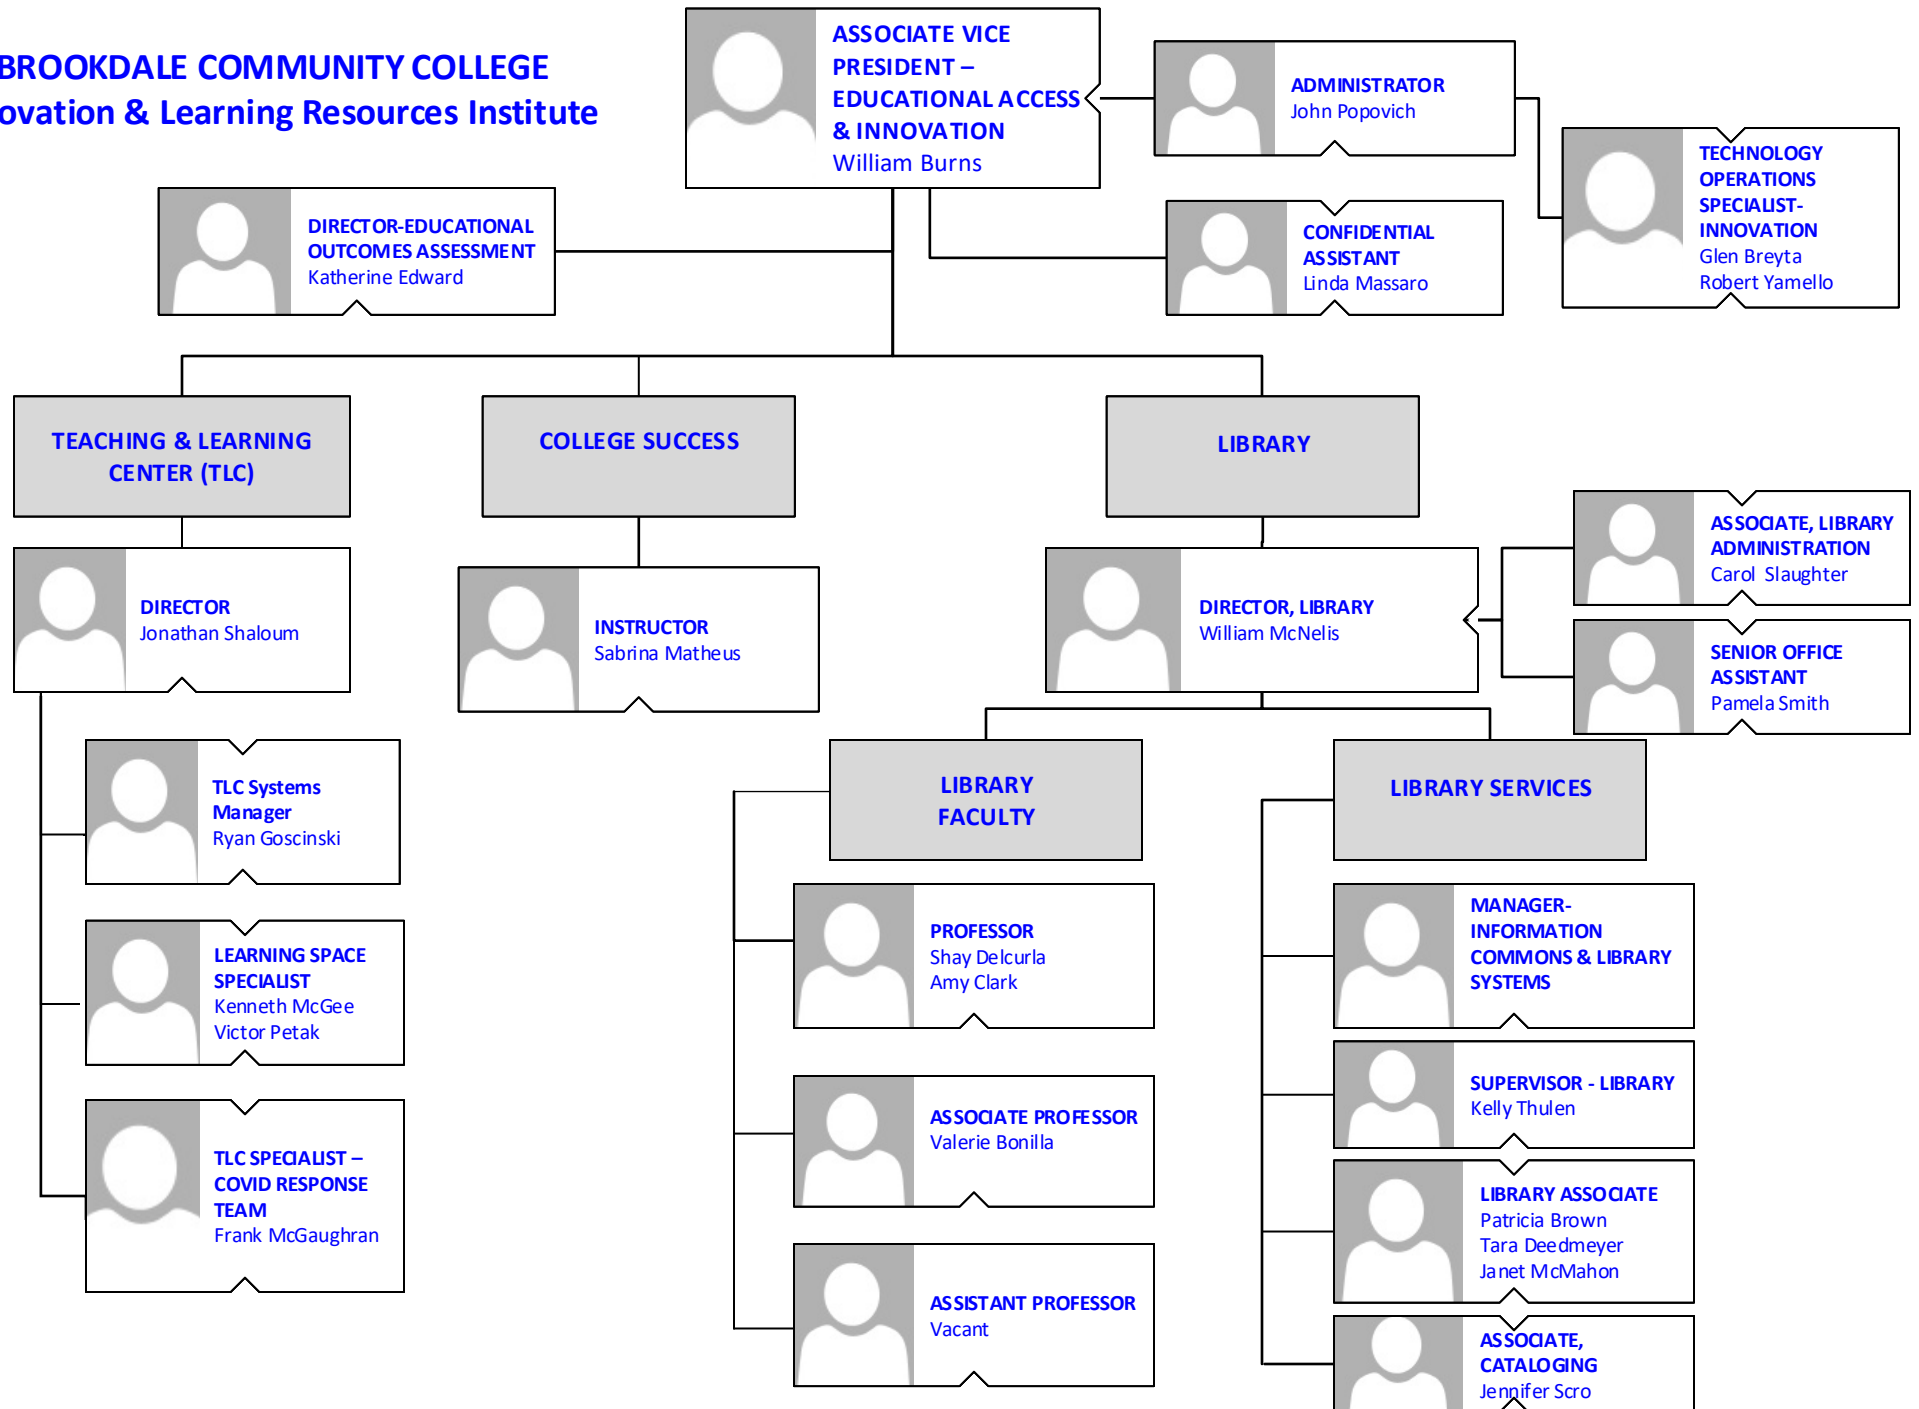 BROOKDALE COMMUNITY COLLEGE
ovation & Learning Resources Institute
ASSOCIATE VICE
PRESIDENT –
EDUCATIONAL ACCESS
& INNOVATION
William Burns
ADMINISTRATOR
John Popovich
TECHNOLOGY
OPERATIONS
SPECIALIST-
INNOVATION
Glen Breyta
Robert Yamello
DIRECTOR-EDUCATIONAL
OUTCOMES ASSESSMENT
Katherine Edward
CONFIDENTIAL
ASSISTANT
Linda Massaro
TEACHING & LEARNING
CENTER (TLC)
COLLEGE SUCCESS
LIBRARY
DIRECTOR
Jonathan Shaloum
INSTRUCTOR
Sabrina Matheus
DIRECTOR, LIBRARY
William McNelis
ASSOCIATE, LIBRARY
ADMINISTRATION
Carol Slaughter
SENIOR OFFICE
ASSISTANT
Pamela Smith
TLC Systems
Manager
Ryan Goscinski
LEARNING SPACE
SPECIALIST
Kenneth McGee
Victor Petak
TLC SPECIALIST –
COVID RESPONSE
TEAM
Frank McGaughran
LIBRARY
FACULTY
PROFESSOR
Shay Delcurla
Amy Clark
ASSOCIATE PROFESSOR
Valerie Bonilla
ASSISTANT PROFESSOR
Vacant
LIBRARY SERVICES
MANAGER-
INFORMATION
COMMONS & LIBRARY
SYSTEMS
SUPERVISOR - LIBRARY
Kelly Thulen
LIBRARY ASSOCIATE
Patricia Brown
Tara Deedmeyer
Janet McMahon
ASSOCIATE,
CATALOGING
Jennifer Scro